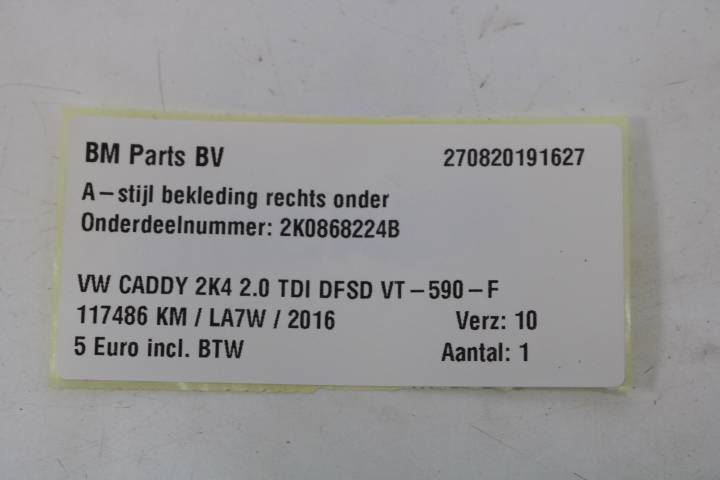 BM Parts BV 270820191627
A-stijl bekleding rechts onder
Onderdeelnummer: 2K0868224B
VW CADDY 2K4 2.0 TDI DFSD VT-590-F
117486 KM / LA7W / 2016 Verz: 10
5 Euro incl. BTW Aantal: 1